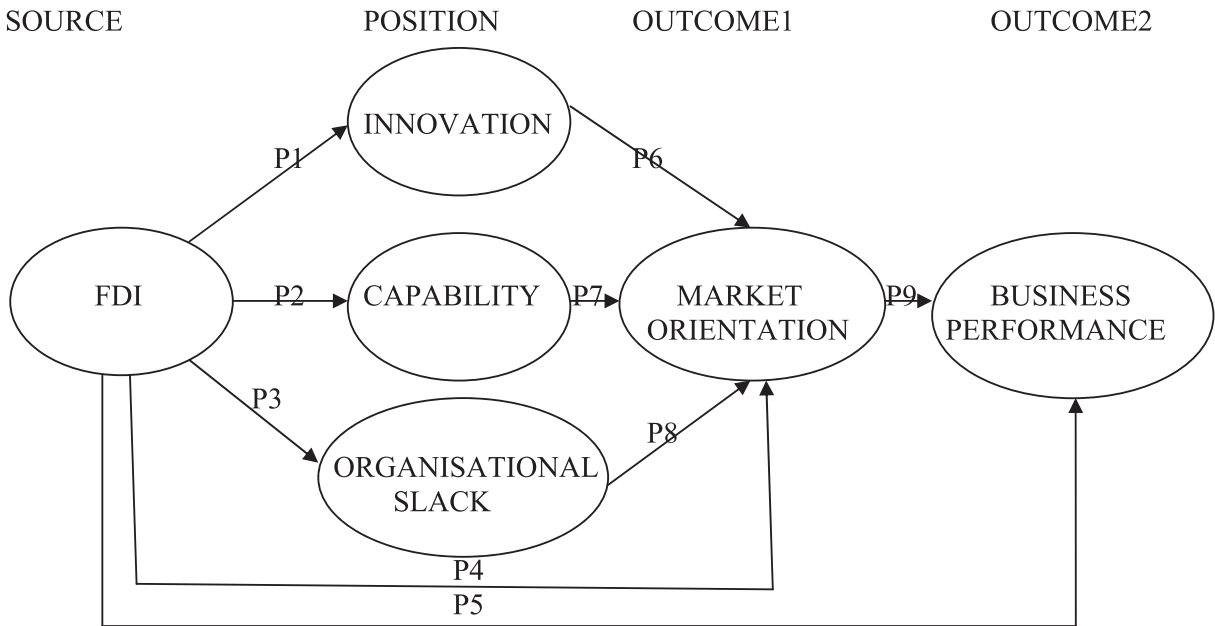 SOURCE POSITION OUTCOME1 OUTCOME2
INNOVATION
P1 P6
FDI P2 CAPABILITY P7 MARKET ORIENTATION P9 BUSINESS PERFORMANCE
P3
P8
ORGANISATIONAL
SLACK
P4
P5